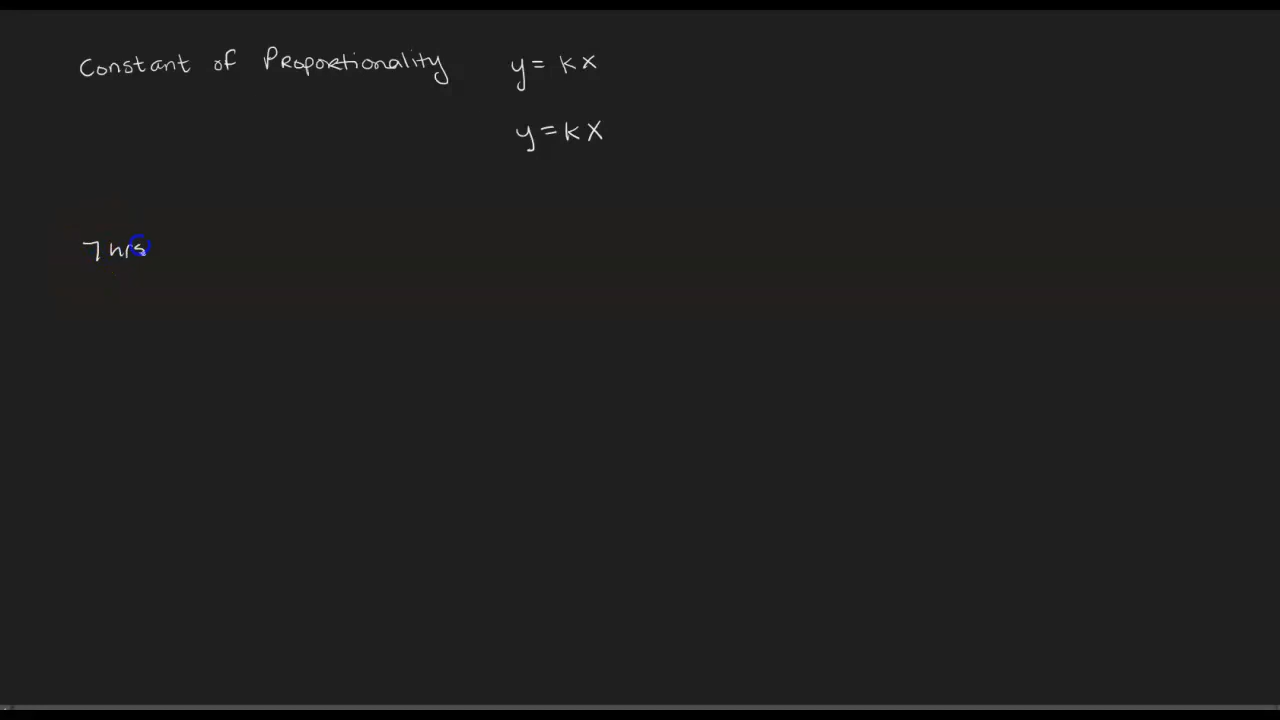 Constant of Proportionality y = kx
y = kx
7 hrs